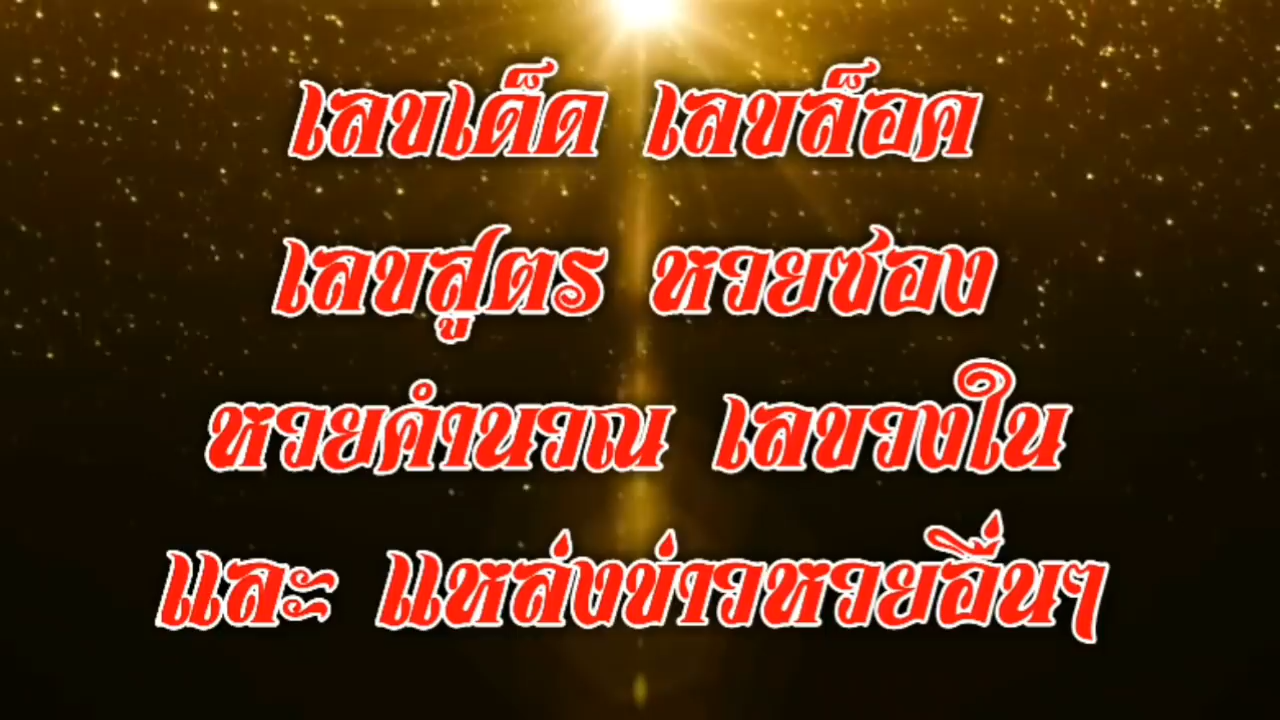 เลขเด็ด เลขล็อค
เลขสูตร หวยซอง
หวยคำนวณ เลขวงใน
และ แหล่งข่าวหวยอื่นๆ